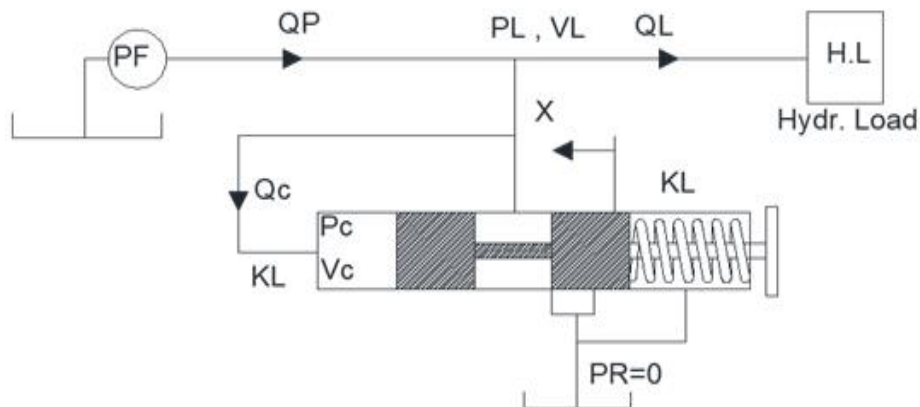 QP
PL , VL
QL
PF
H.L
Hydr. Load
X
KL
Qc
Pc
Vc
KL
PR=0